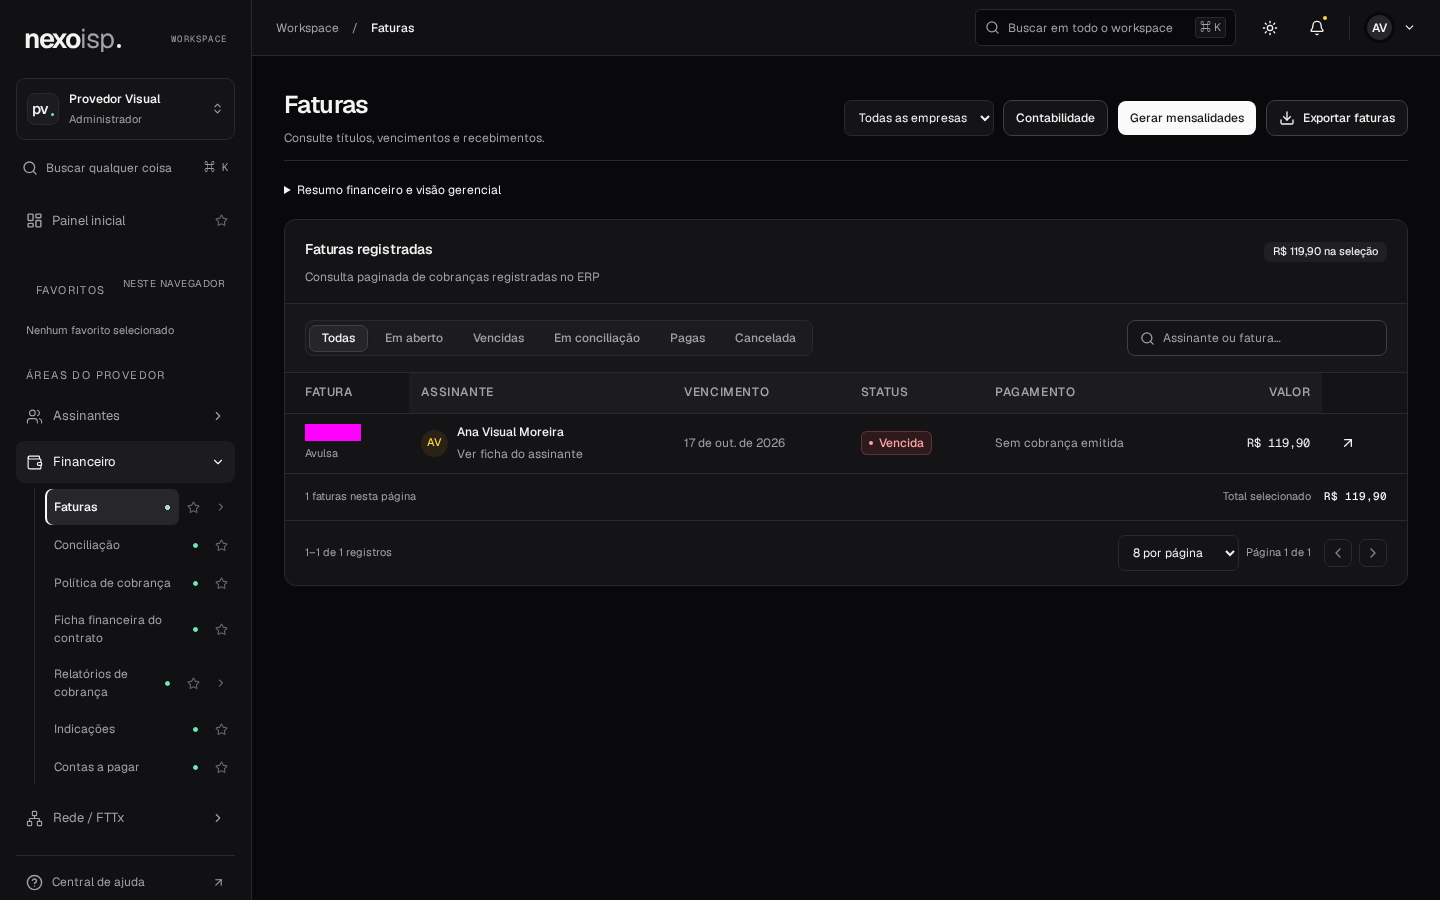 nexoisp.
WORKSPACE
pv.
Provedor Visual
Administrador
Buscar qualquer coisa
⌘ K
Painel inicial
FAVORITOS
NESTE NAVEGADOR
Nenhum favorito selecionado
ÁREAS DO PROVEDOR
Assinantes
Financeiro
Faturas
Conciliação
Política de cobrança
Ficha financeira do
contrato
Relatórios de
cobrança
Indicações
Contas a pagar
Rede / FTTx
Central de ajuda
Workspace / Faturas
Buscar em todo o workspace
⌘ K
AV
Faturas
Consulte títulos, vencimentos e recebimentos.
Todas as empresas
Contabilidade
Gerar mensalidades
Exportar faturas
Resumo financeiro e visão gerencial
Faturas registradas
R$ 119,90 na seleção
Consulta paginada de cobranças registradas no ERP
Todas
Em aberto
Vencidas
Em conciliação
Pagas
Cancelada
Assinante ou fatura...
FATURA
ASSINANTE
VENCIMENTO
STATUS
PAGAMENTO
VALOR
Avulsa
AV
Ana Visual Moreira
Ver ficha do assinante
17 de out. de 2026
Vencida
Sem cobrança emitida
R$ 119,90
1 faturas nesta página
Total selecionado R$ 119,90
1–1 de 1 registros
8 por página
Página 1 de 1